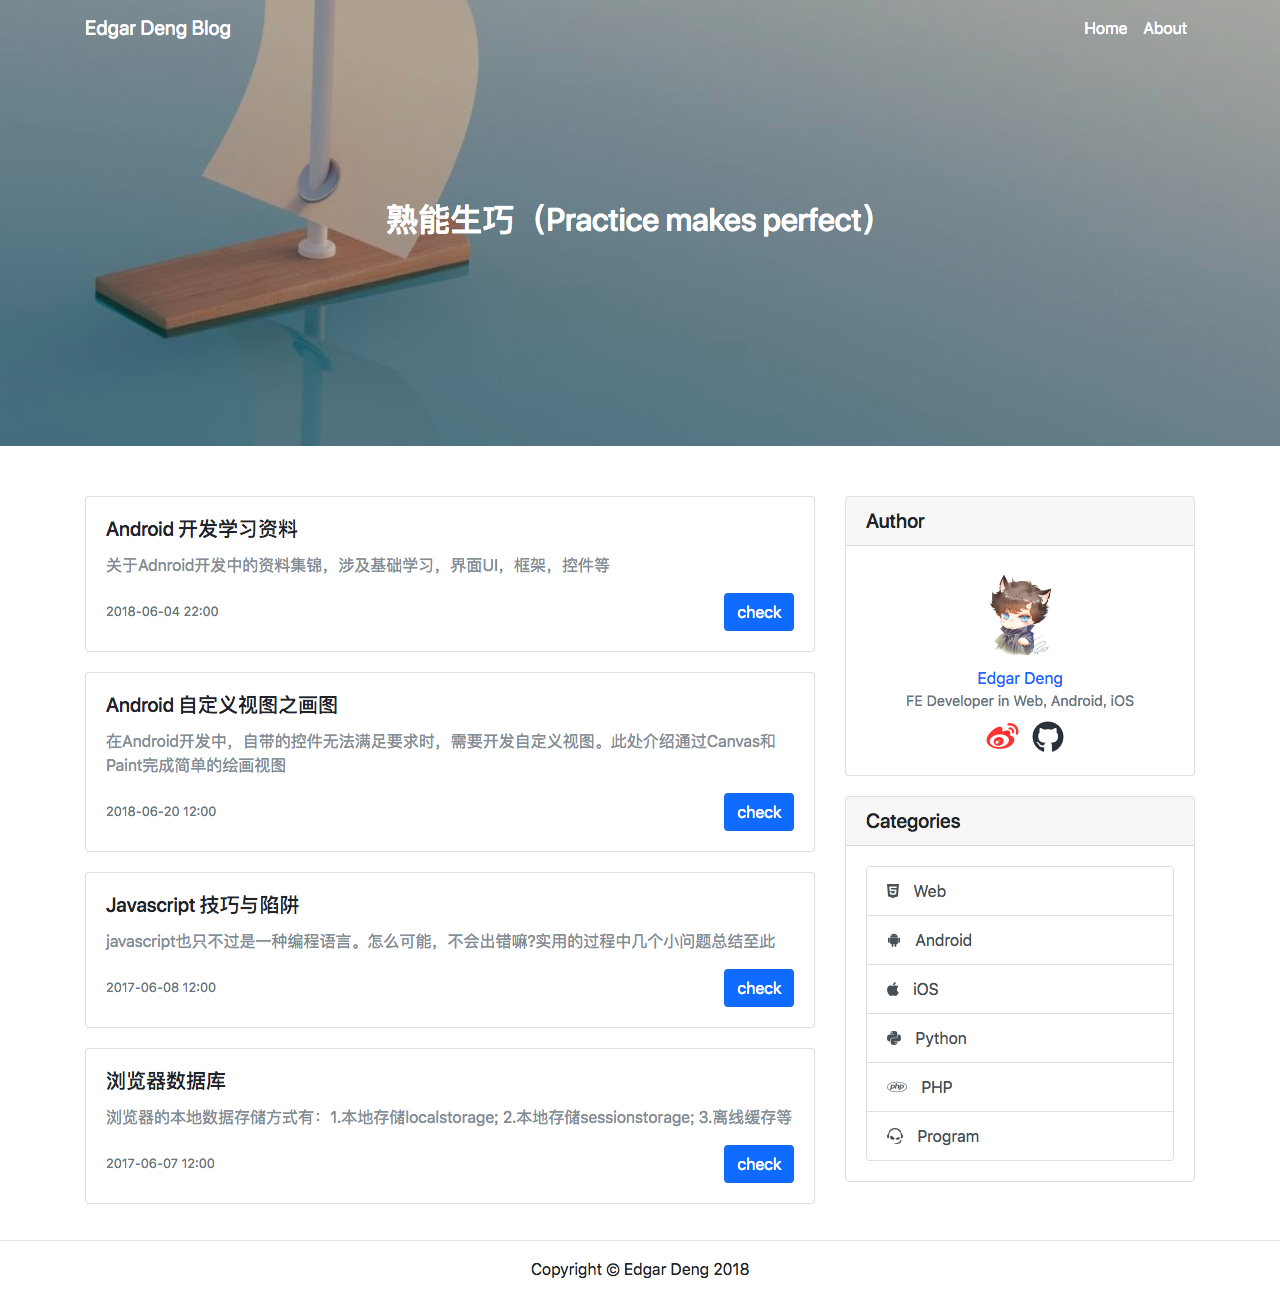 Edgar Deng Blog
Home
About
熟能生巧（Practice makes perfect）
Android 开发学习资料
关于Adnroid开发中的资料集锦，涉及基础学习，界面UI，框架，控件等
2018-06-04 22:00
check
Android 自定义视图之画图
在Android开发中，自带的控件无法满足要求时，需要开发自定义视图。此处介绍通过Canvas和
Paint完成简单的绘画视图
2018-06-20 12:00
check
Javascript 技巧与陷阱
javascript也只不过是一种编程语言。怎么可能，不会出错嘛?实用的过程中几个小问题总结至此
2017-06-08 12:00
check
浏览器数据库
浏览器的本地数据存储方式有：1.本地存储localstorage; 2.本地存储sessionstorage; 3.离线缓存等
2017-06-07 12:00
check
Author
Edgar Deng
FE Developer in Web, Android, iOS
Categories
Web
Android
iOS
Python
php PHP
Program
Copyright © Edgar Deng 2018